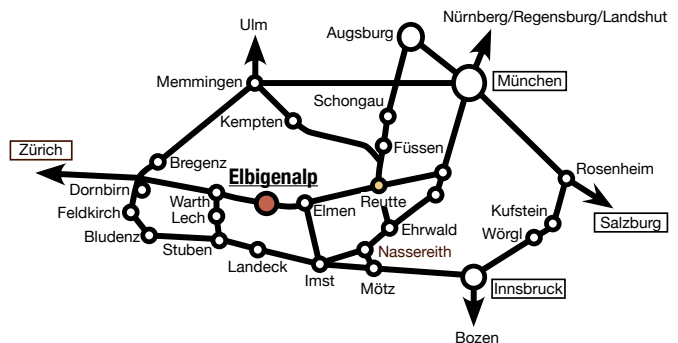 Nürnberg/Regensburg/Landshut
Ulm
Augsburg
Memmingen
München
Schongau
Kempten
Zürich
Füssen
Bregenz
Elbigenalp
Rosenheim
Dornbirn
Warth
Reutte
Elmen
Lech
Feldkirch
Kufstein
Salzburg
Ehrwald
Wörgl
Bludenz
Stuben
Nassereith
Landeck
Imst
Mötz
Innsbruck
Bozen